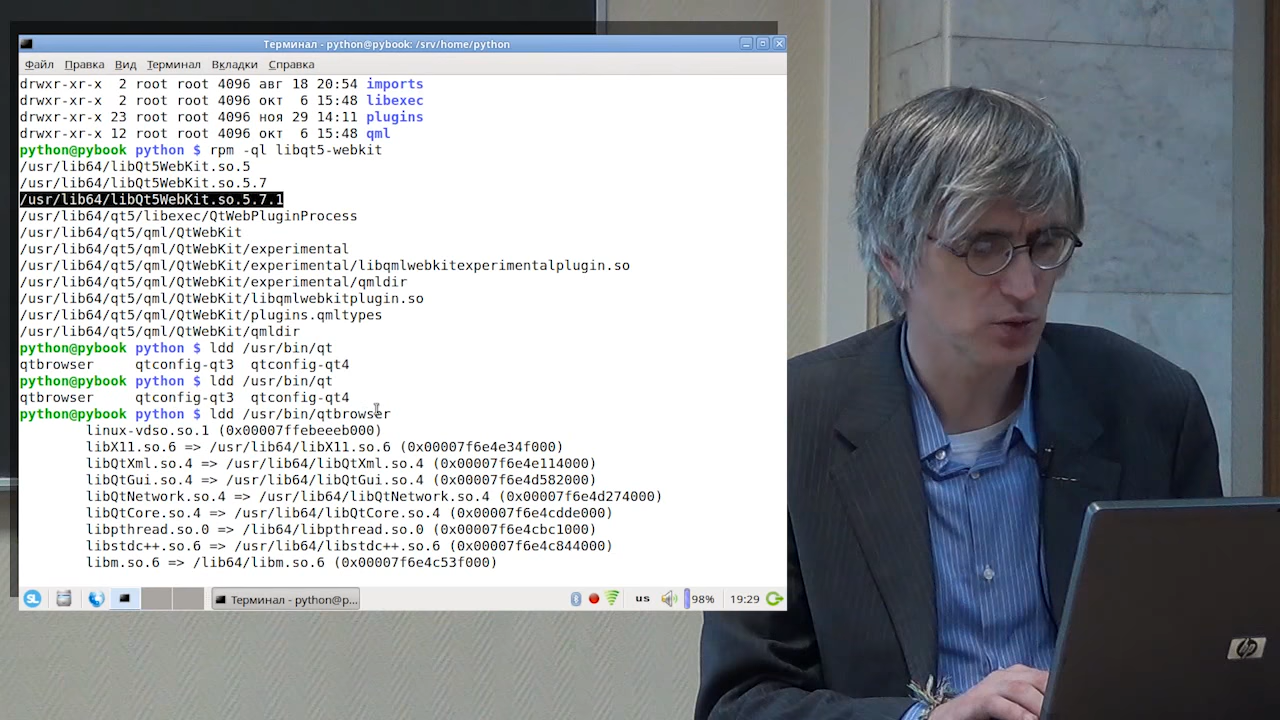 Терминал - python@pybook: /srv/home/python
Файл Правка Вид Терминал Вкладки Справка
drwxr-xr-x 2 root root 4096 авг 18 20:54 imports
drwxr-xr-x 2 root root 4096 окт 6 15:48 libexec
drwxr-xr-x 23 root root 4096 ноя 29 14:11 plugins
drwxr-xr-x 12 root root 4096 окт 6 15:48 qml
python@pybook python $ rpm -ql libqt5-webkit
/usr/lib64/libQt5WebKit.so.5
/usr/lib64/libQt5WebKit.so.5.7
/usr/lib64/libQt5WebKit.so.5.7.1
/usr/lib64/qt5/libexec/QtWebPluginProcess
/usr/lib64/qt5/qml/QtWebKit
/usr/lib64/qt5/qml/QtWebKit/experimental
/usr/lib64/qt5/qml/QtWebKit/experimental/libqmlwebkitexperimentalplugin.so
/usr/lib64/qt5/qml/QtWebKit/experimental/qmldir
/usr/lib64/qt5/qml/QtWebKit/libqmlwebkitplugin.so
/usr/lib64/qt5/qml/QtWebKit/plugins.qmltypes
/usr/lib64/qt5/qml/QtWebKit/qmldir
python@pybook python $ ldd /usr/bin/qt
qtbrowser qtconfig-qt3 qtconfig-qt4
python@pybook python $ ldd /usr/bin/qt
qtbrowser qtconfig-qt3 qtconfig-qt4
python@pybook python $ ldd /usr/bin/qtbrowser
linux-vdso.so.1 (0x00007ffebeeeb000)
libX11.so.6 => /usr/lib64/libX11.so.6 (0x00007f6e4e34f000)
libQtXml.so.4 => /usr/lib64/libQtXml.so.4 (0x00007f6e4e114000)
libQtGui.so.4 => /usr/lib64/libQtGui.so.4 (0x00007f6e4d582000)
libQtNetwork.so.4 => /usr/lib64/libQtNetwork.so.4 (0x00007f6e4d274000)
libQtCore.so.4 => /usr/lib64/libQtCore.so.4 (0x00007f6e4cdde000)
libpthread.so.0 => /lib64/libpthread.so.0 (0x00007f6e4cbc1000)
libstdc++.so.6 => /usr/lib64/libstdc++.so.6 (0x00007f6e4c844000)
libm.so.6 => /lib64/libm.so.6 (0x00007f6e4c53f000)
SL Терминал - python@p... us 98% 19:29
hp